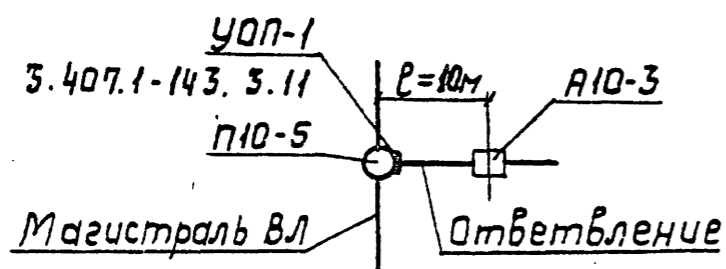 УОП-1
3.407.1-143. 3.11
ℓ=10м
А10-3
П10-5
Магистраль ВЛ
Ответвление